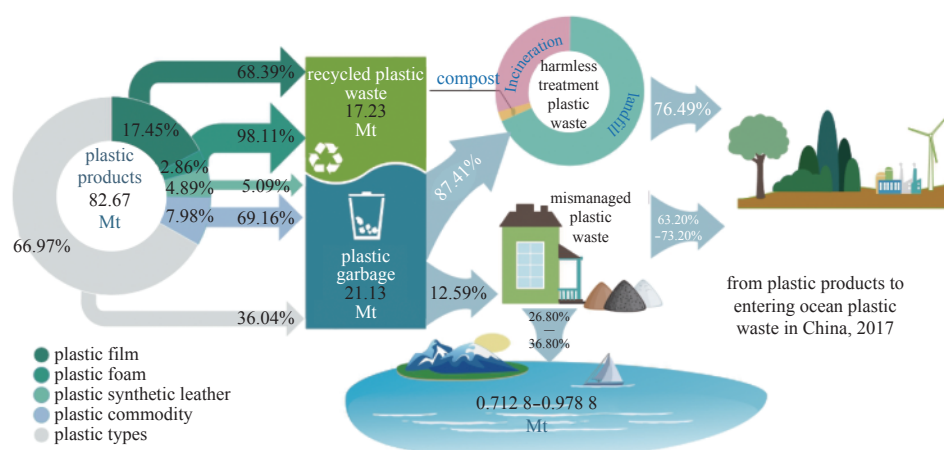 68.39%
17.45%
98.11%
2.86%
4.89%
5.09%
7.98%
69.16%
66.97%
36.04%
plastic
products
82.67
Mt
recycled plastic
waste
17.23
Mt
plastic
garbage
21.13
Mt
compost
Incineration
landfill
harmless
treatment
plastic
waste
87.41%
12.59%
76.49%
mismanaged
plastic
waste
63.20%
–73.20%
26.80%
—
36.80%
0.712 8–0.978 8
Mt
from plastic products to
entering ocean plastic
waste in China, 2017
plastic film
plastic foam
plastic synthetic leather
plastic commodity
plastic types